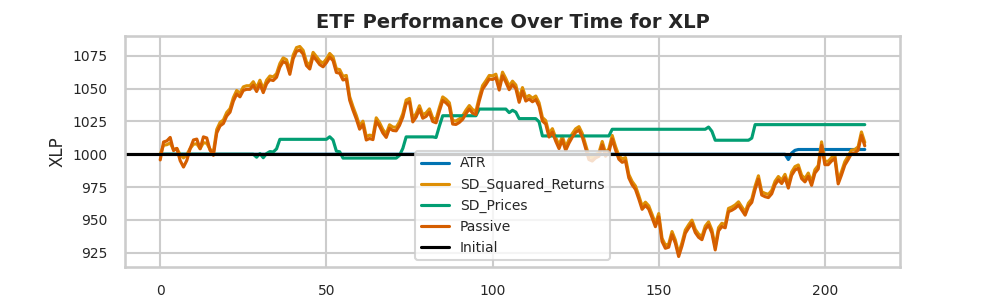 ETF Performance Over Time for XLP
XLP
1075
1050
1025
1000
975
950
925
ATR
SD_Squared_Returns
SD_Prices
Passive
Initial
0 50 100 150 200